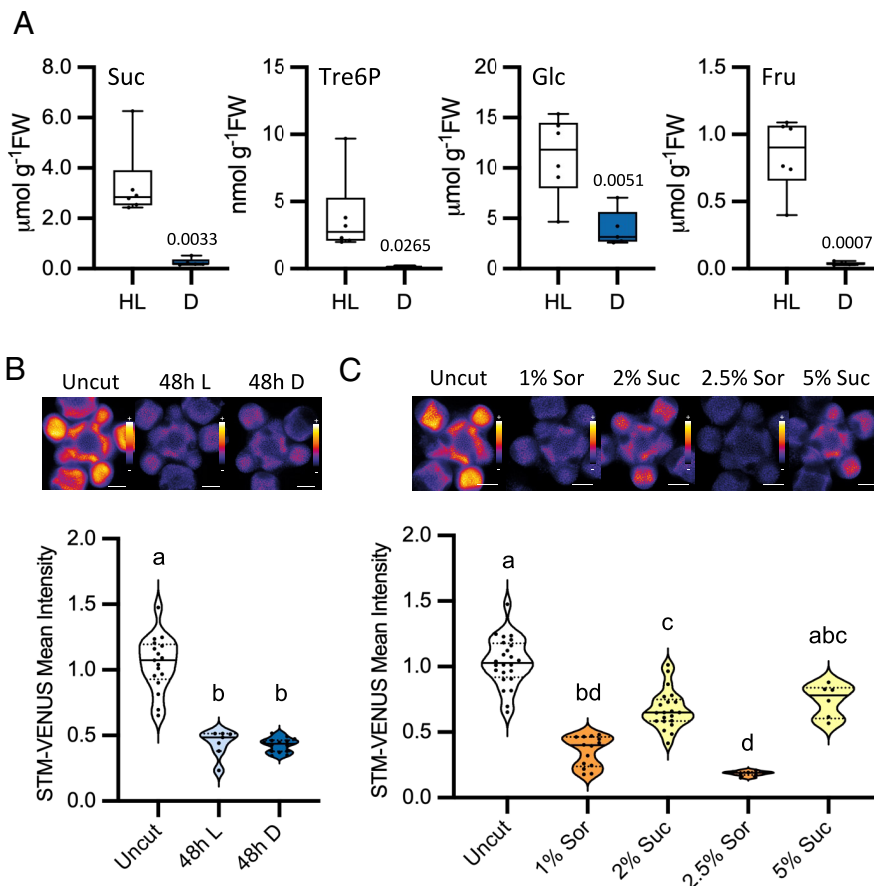 A
Suc
Tre6P
Glc
Fru
μmol g-1FW
8.0
6.0
4.0
2.0
0.0
0.0033
HL
D
nmol g-1FW
15
10
5
0
0.0265
HL
D
μmol g-1FW
20
15
10
5
0
0.0051
HL
D
μmol g-1FW
1.5
1.0
0.5
0.0
0.0007
HL
D
B
Uncut
48h L
48h D
+
-
+
-
+
-
STM-VENUS Mean Intensity
2.0
1.5
1.0
0.5
0.0
a
b
b
Uncut
48h L
48h D
C
Uncut
1% Sor
2% Suc
2.5% Sor
5% Suc
+
-
+
-
+
-
+
-
+
-
STM-VENUS Mean Intensity
2.0
1.5
1.0
0.5
0.0
a
bd
c
d
abc
Uncut
1% Sor
2% Suc
2.5% Sor
5% Suc